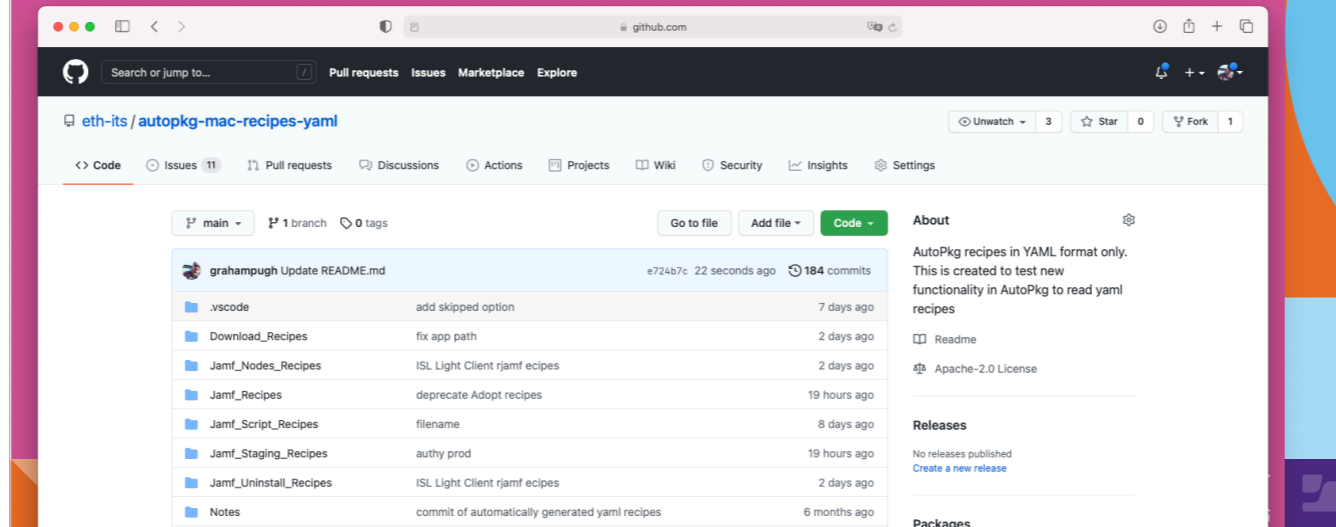 github.com
Search or jump to... /
Pull requests Issues Marketplace Explore
eth-its / autopkg-mac-recipes-yaml
Unwatch 3 Star 0 Fork 1
<> Code Issues 11 Pull requests Discussions Actions Projects Wiki Security Insights Settings
main 1 branch 0 tags Go to file Add file Code
grahampugh Update README.md e724b7c 22 seconds ago 184 commits
.vscode add skipped option 7 days ago
Download_Recipes fix app path 2 days ago
Jamf_Nodes_Recipes ISL Light Client rjamf ecipes 2 days ago
Jamf_Recipes deprecate Adopt recipes 19 hours ago
Jamf_Script_Recipes filename 8 days ago
Jamf_Staging_Recipes authy prod 19 hours ago
Jamf_Uninstall_Recipes ISL Light Client rjamf ecipes 2 days ago
Notes commit of automatically generated yaml recipes 6 months ago
About
AutoPkg recipes in YAML format only.
This is created to test new
functionality in AutoPkg to read yaml
recipes
Readme
Apache-2.0 License
Releases
No releases published
Create a new release
Packages